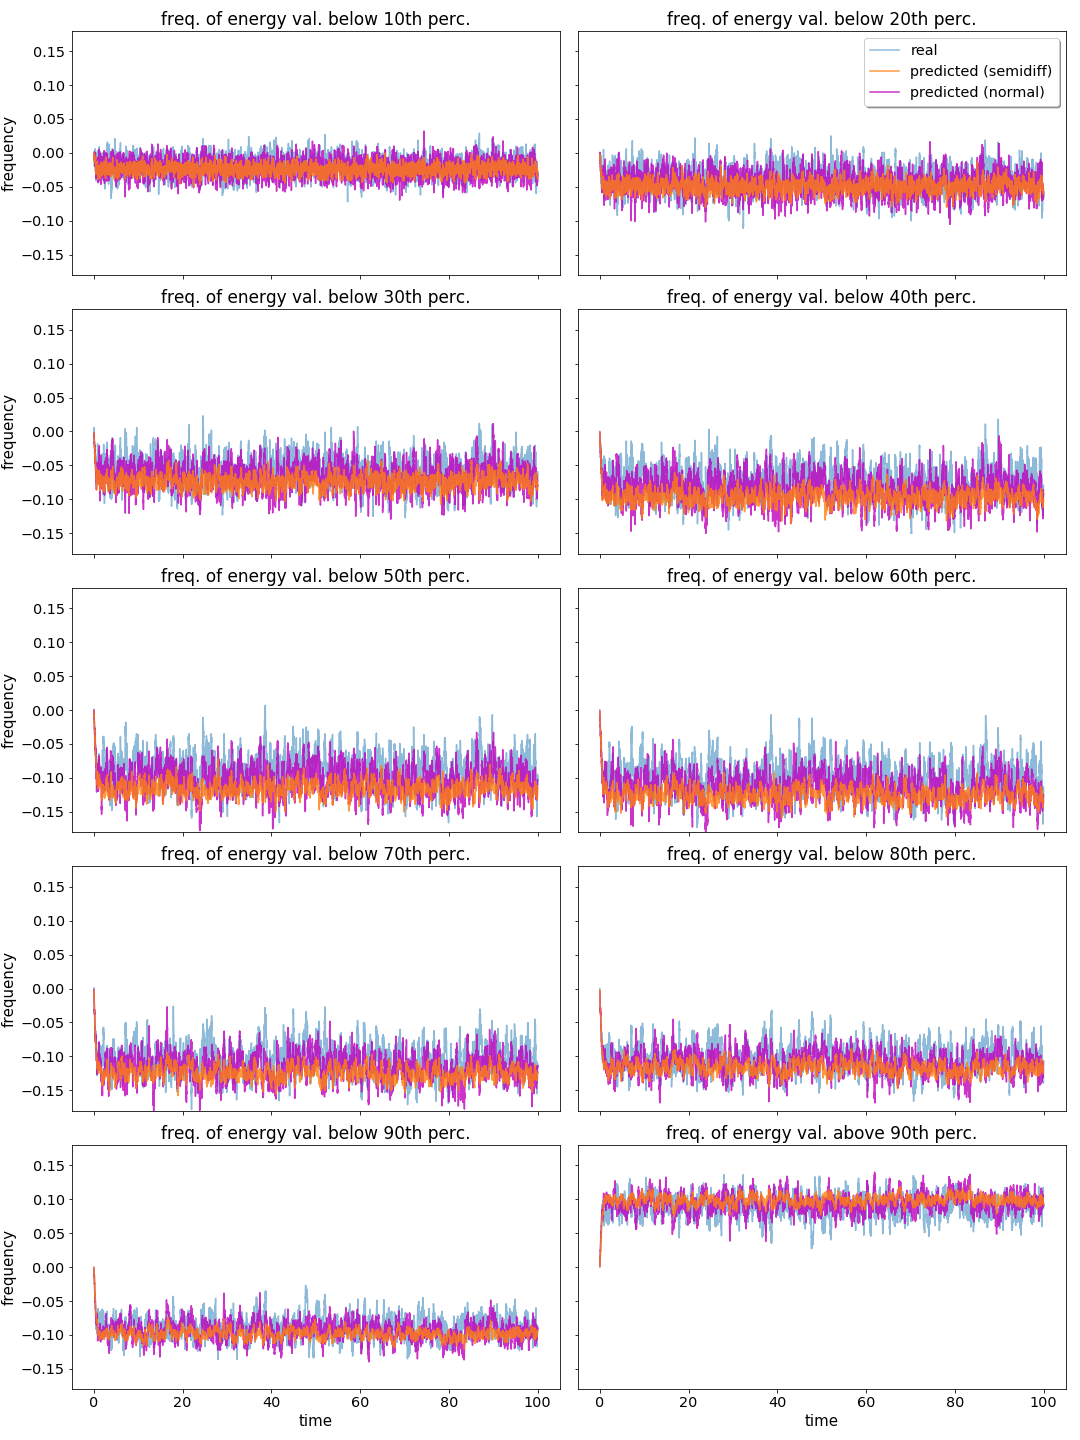 freq. of energy val. below 10th perc.
freq. of energy val. below 20th perc.
0.15
0.10
0.05
0.00
−0.05
−0.10
−0.15
frequency
real
predicted (semidiff)
predicted (normal)
freq. of energy val. below 30th perc.
freq. of energy val. below 40th perc.
0.15
0.10
0.05
0.00
−0.05
−0.10
−0.15
frequency
freq. of energy val. below 50th perc.
freq. of energy val. below 60th perc.
0.15
0.10
0.05
0.00
−0.05
−0.10
−0.15
frequency
freq. of energy val. below 70th perc.
freq. of energy val. below 80th perc.
0.15
0.10
0.05
0.00
−0.05
−0.10
−0.15
frequency
freq. of energy val. below 90th perc.
freq. of energy val. above 90th perc.
0.15
0.10
0.05
0.00
−0.05
−0.10
−0.15
frequency
0 20 40 60 80 100
time
0 20 40 60 80 100
time